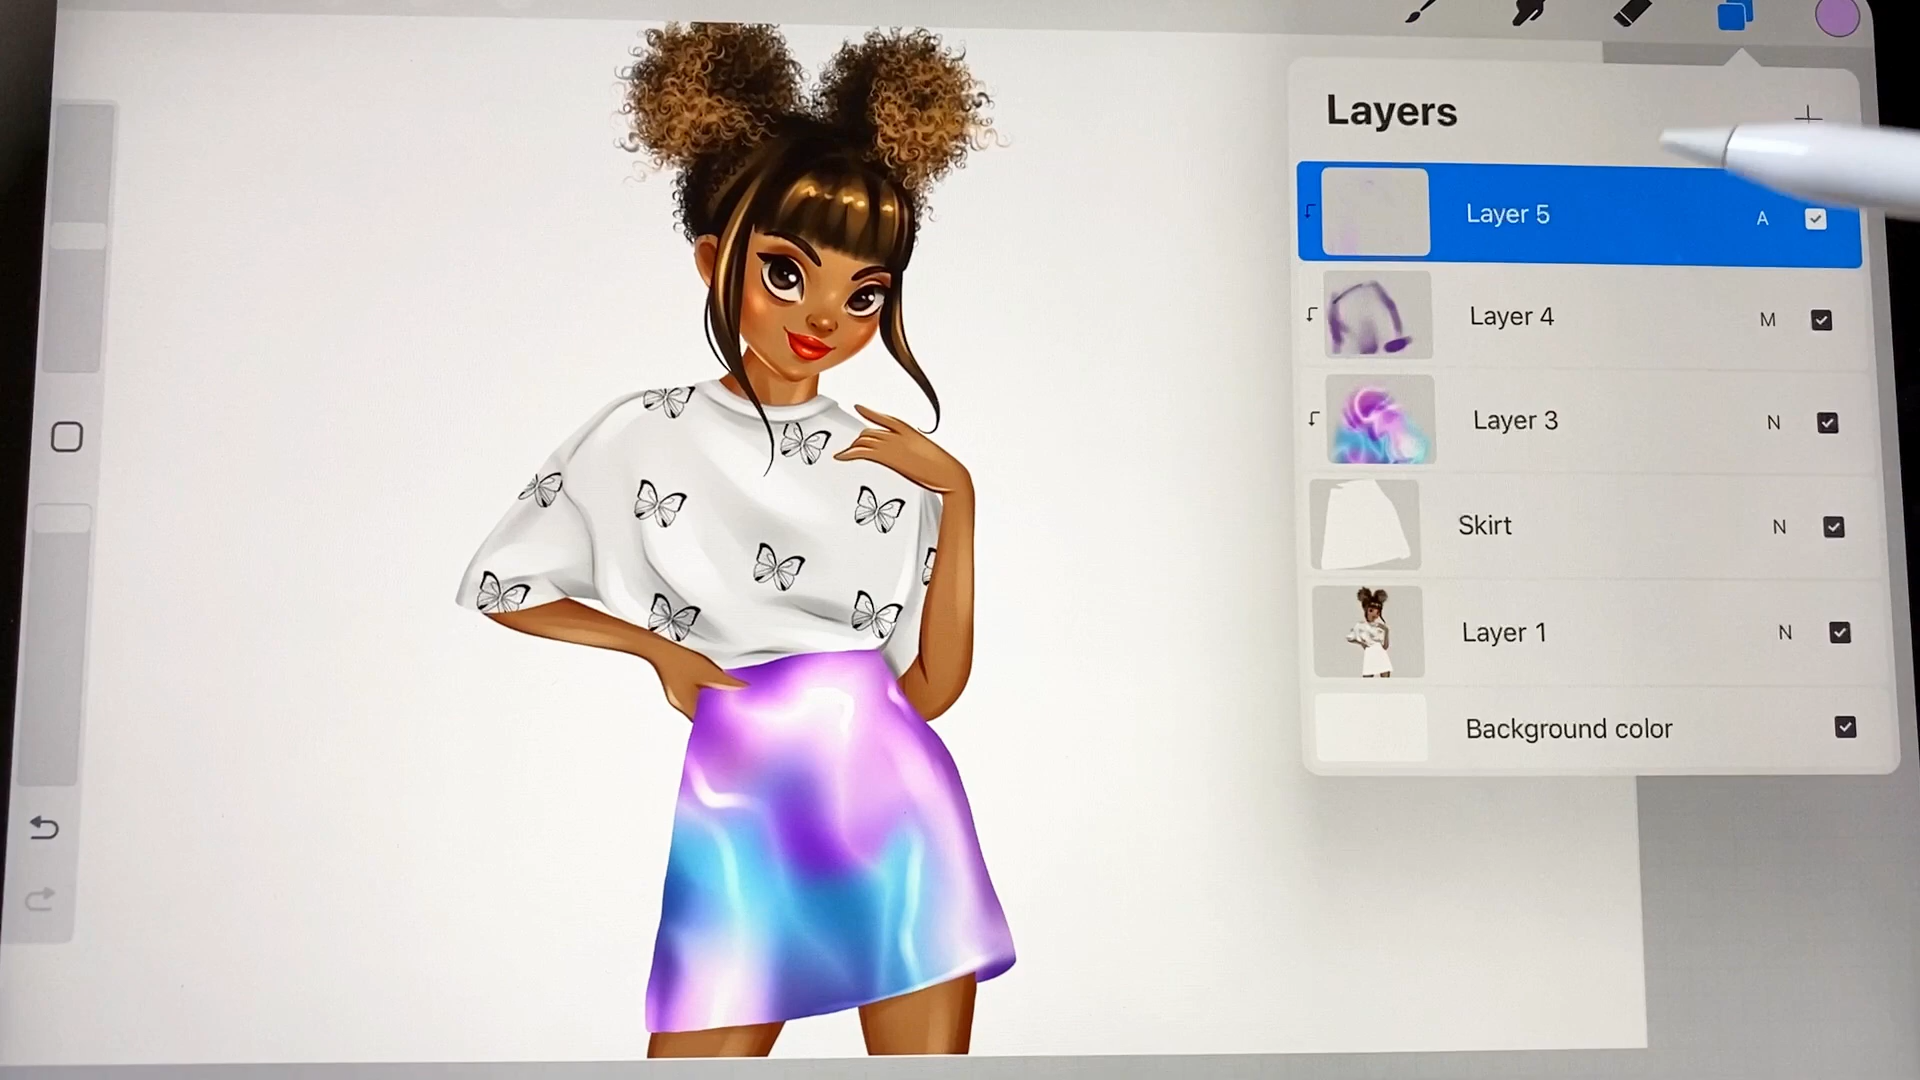 Layers
Layer 5 A
Layer 4 M
Layer 3 N
Skirt N
Layer 1 N
Background color